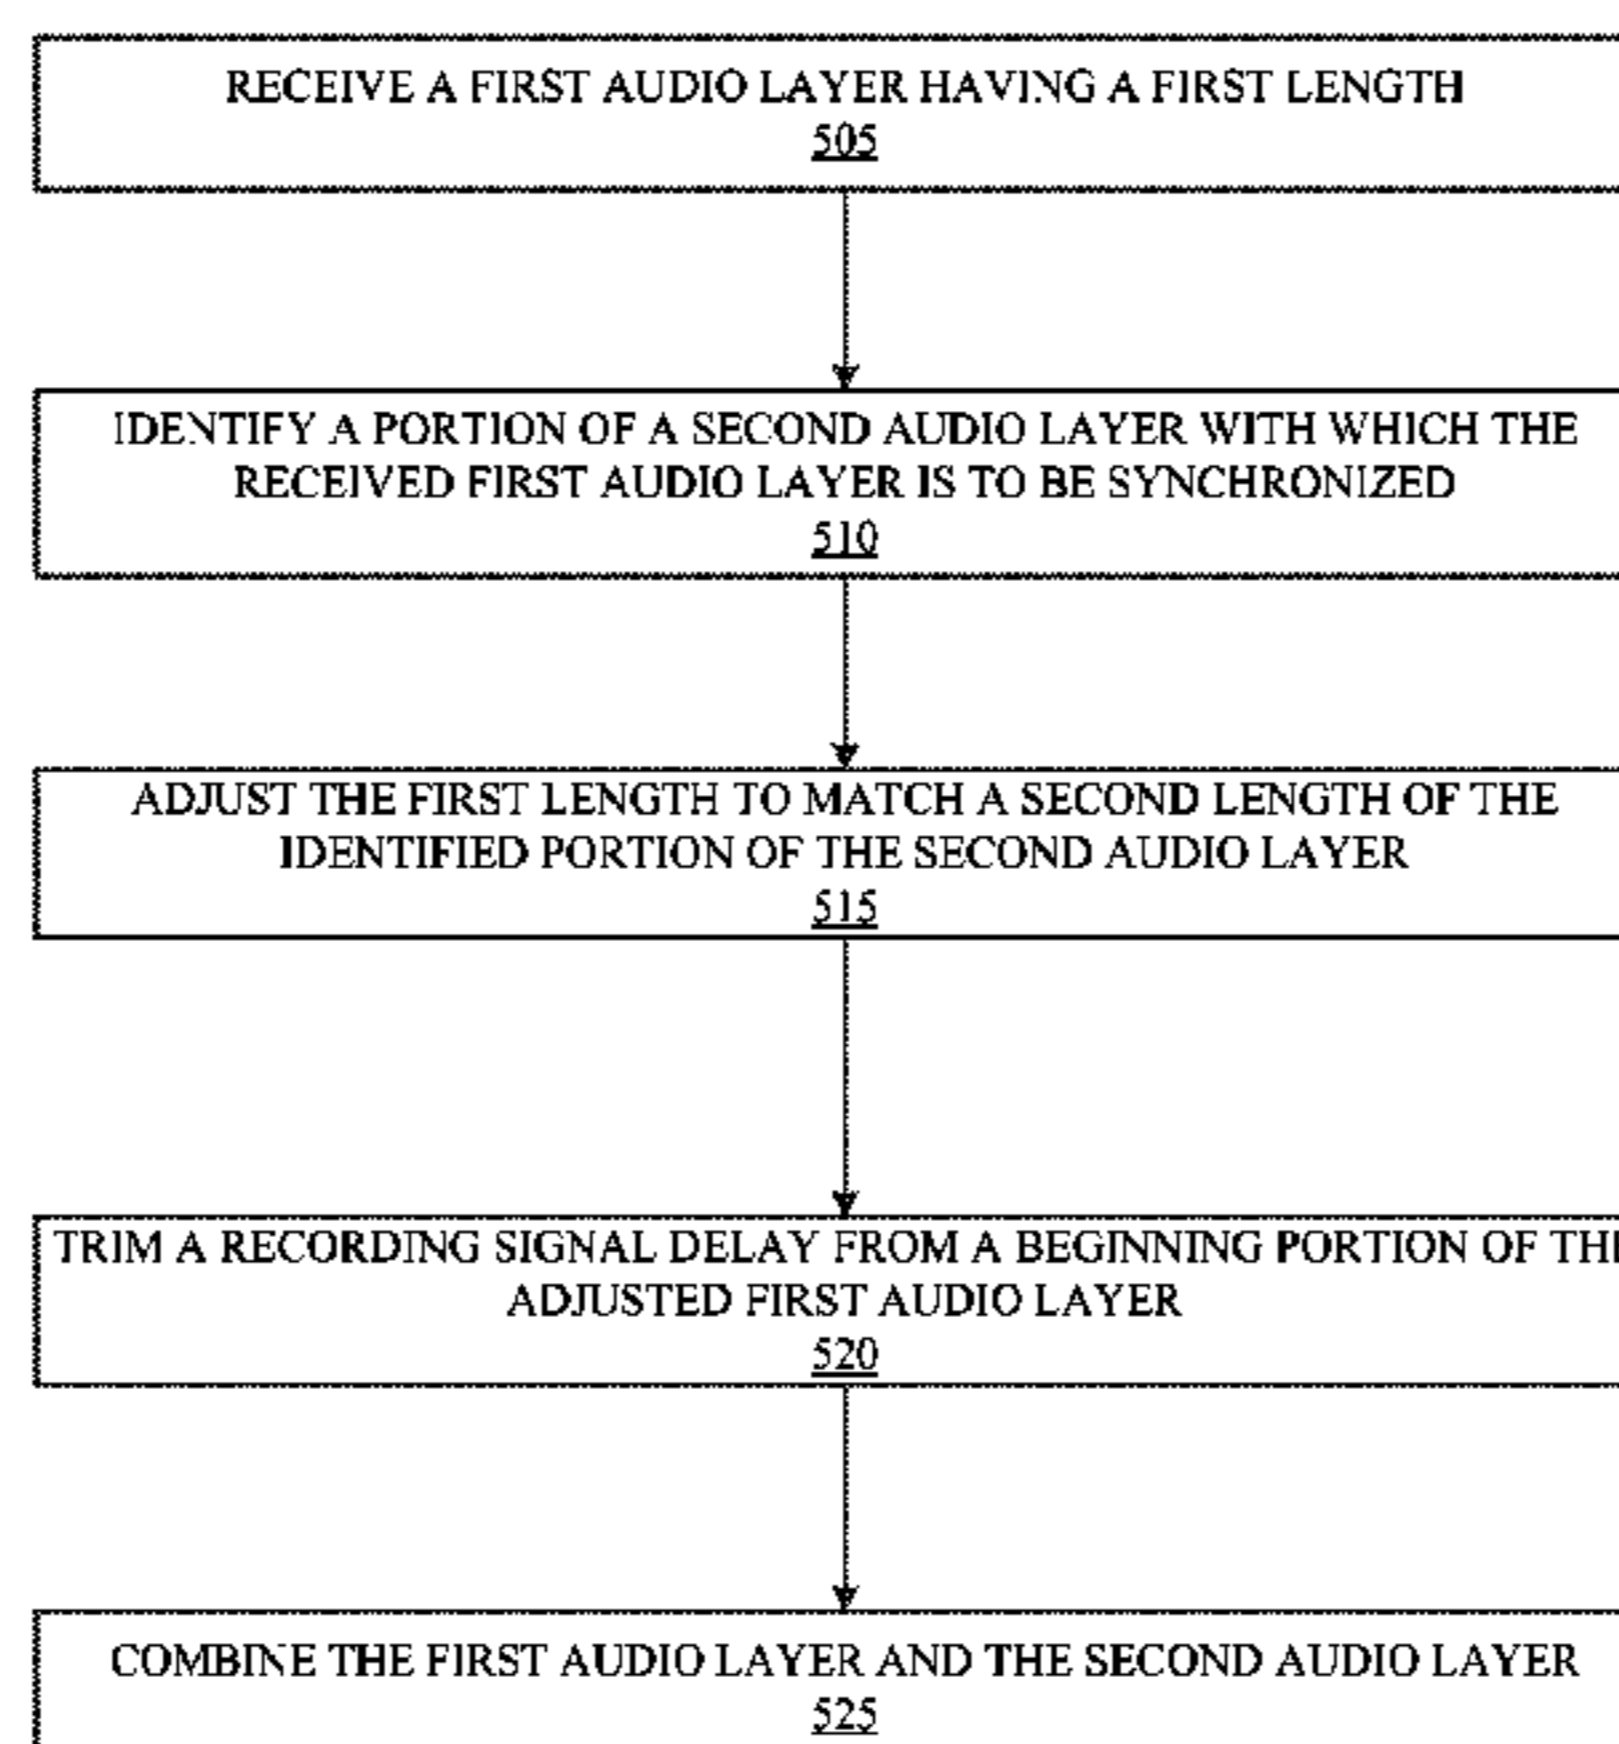 RECEIVE A FIRST AUDIO LAYER HAVING A FIRST LENGTH
505
IDENTIFY A PORTION OF A SECOND AUDIO LAYER WITH WHICH THE
RECEIVED FIRST AUDIO LAYER IS TO BE SYNCHRONIZED
510
ADJUST THE FIRST LENGTH TO MATCH A SECOND LENGTH OF THE
IDENTIFIED PORTION OF THE SECOND AUDIO LAYER
515
TRIM A RECORDING SIGNAL DELAY FROM A BEGINNING PORTION OF THE
ADJUSTED FIRST AUDIO LAYER
520
COMBINE THE FIRST AUDIO LAYER AND THE SECOND AUDIO LAYER
525